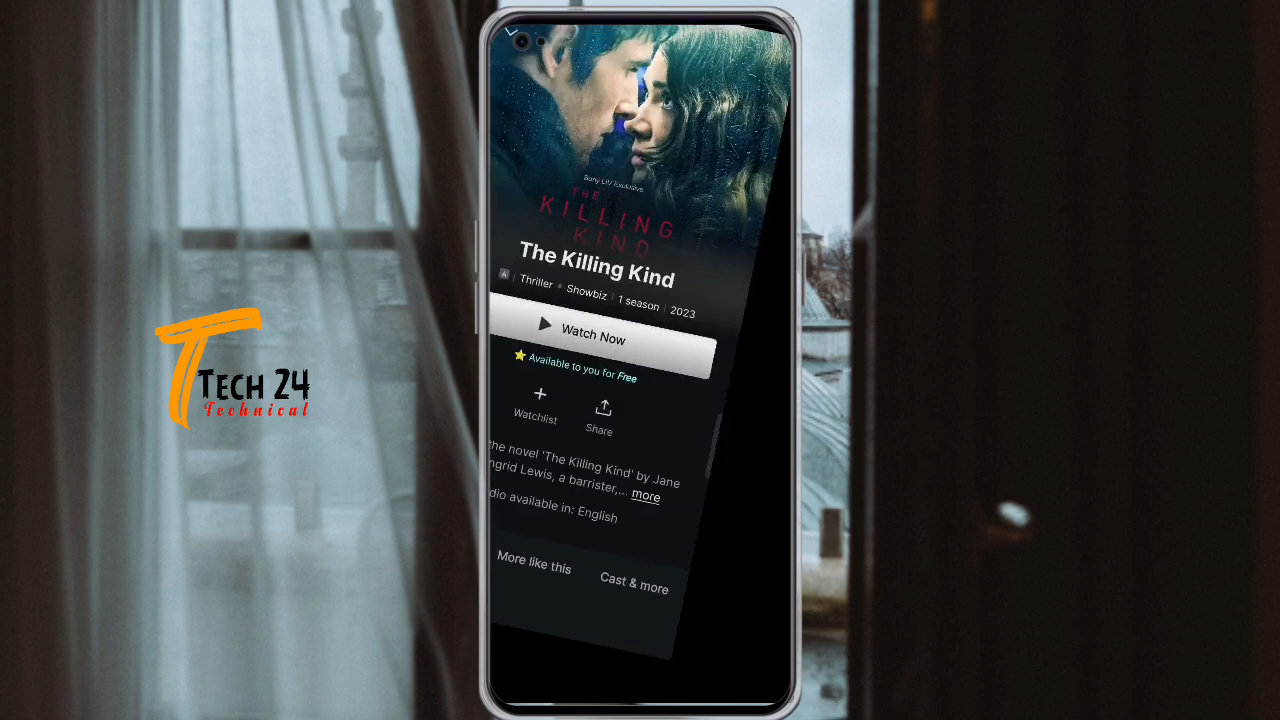 TECH 24
Technical
Sony LIV Exclusive
THE
KILLING
KIND
The Killing Kind
A | Thriller • Showbiz | 1 season | 2023
Watch Now
Available to you for Free
Watchlist
Share
the novel 'The Killing Kind' by Jane
ngrid Lewis, a barrister,... more
dio available in: English
More like this
Cast & more